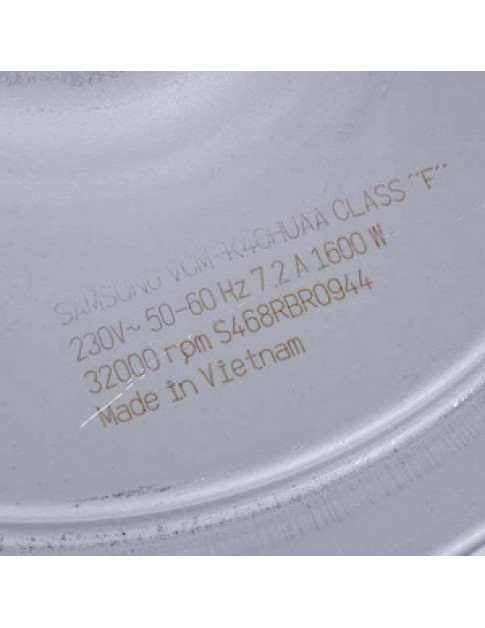 SAMSUNG VCM-K40HUAA CLASS "F"
230V~ 50-60 Hz 7.2 A 1600 W
32000 rpm S468RBR0944
Made in Vietnam